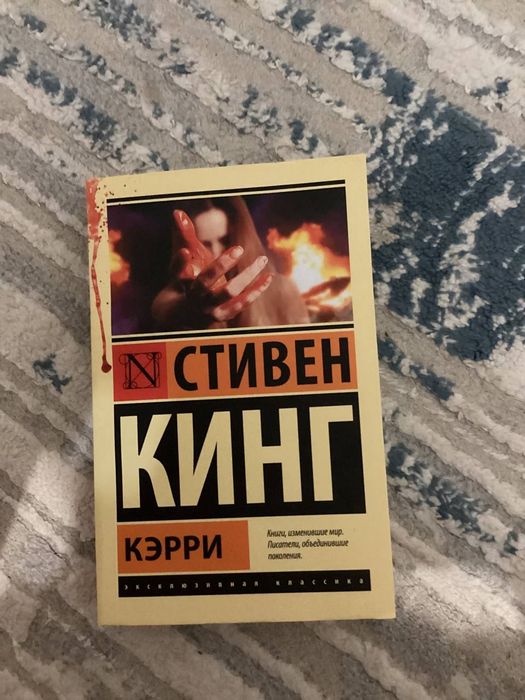 N
СТИВЕН
КИНГ
КЭРРИ
Книги, изменившие мир.
Писатели, объединившие
поколения.
эксклюзивная классика